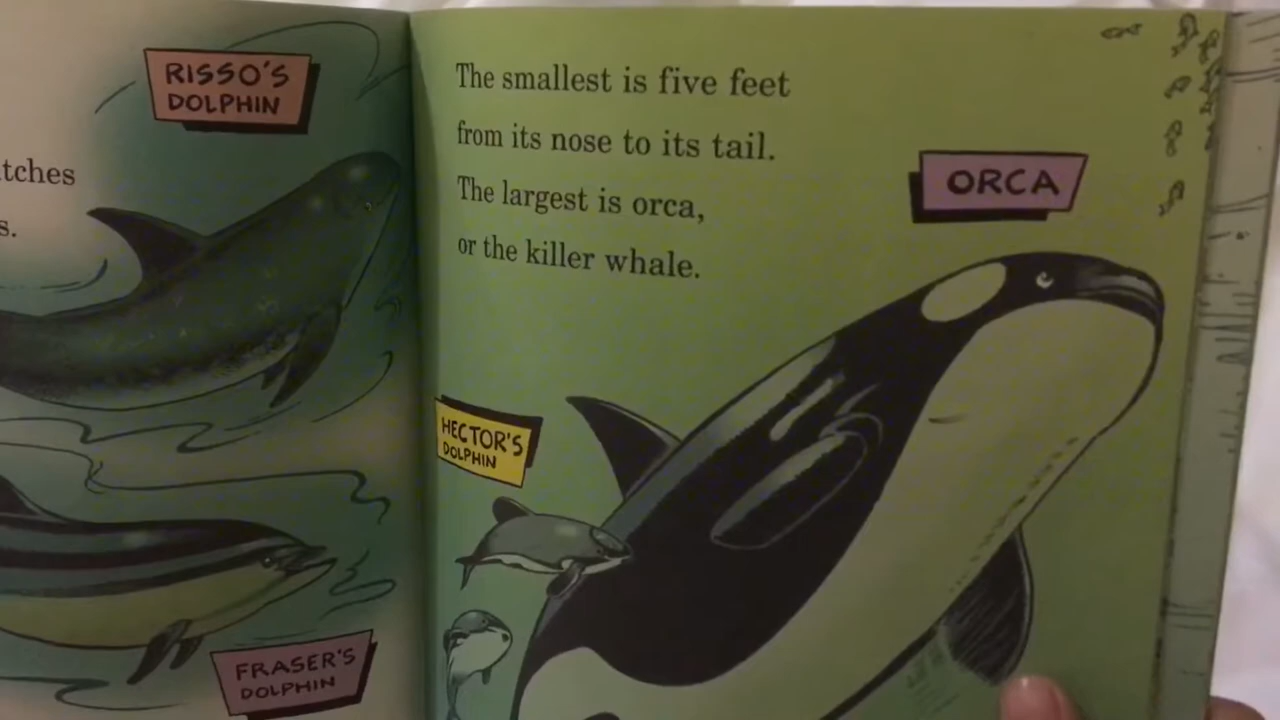 RISSO'S
DOLPHIN
s.
FRASER'S
DOLPHIN
The smallest is five feet
from its nose to its tail.
The largest is orca,
or the killer whale.
ORCA
HECTOR'S
DOLPHIN